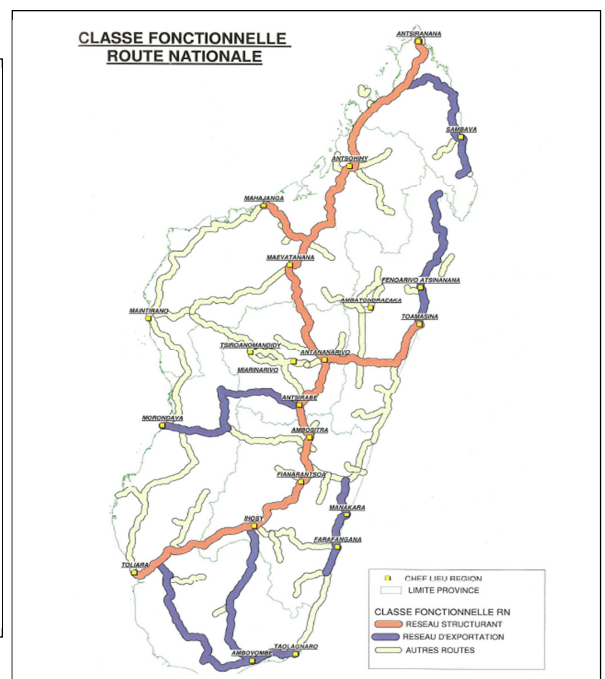 CLASSE FONCTIONNELLE
ROUTE NATIONALE
ANTSIRANANA
SAMBAVA
ANTSOHIHY
MAHAJANGA
MAEVATANANA
FENOARIVO ATSINANANA
AMBATONDRAZAKA
MAINTIRANO
TOAMASINA
TSIROANOMANDIDY
ANTANANARIVO
MIARINARIVO
ANTSIRABE
MORONDAVA
AMBOSITRA
FIANARANTSOA
MANAKARA
IHOSY
FARAFANGANA
TOLIARA
TAOLAGNARO
AMBOVOMBE
CHEF LIEU REGION
LIMITE PROVINCE
CLASSE FONCTIONNELLE RN
RESEAU STRUCTURANT
RESEAU D'EXPORTATION
AUTRES ROUTES